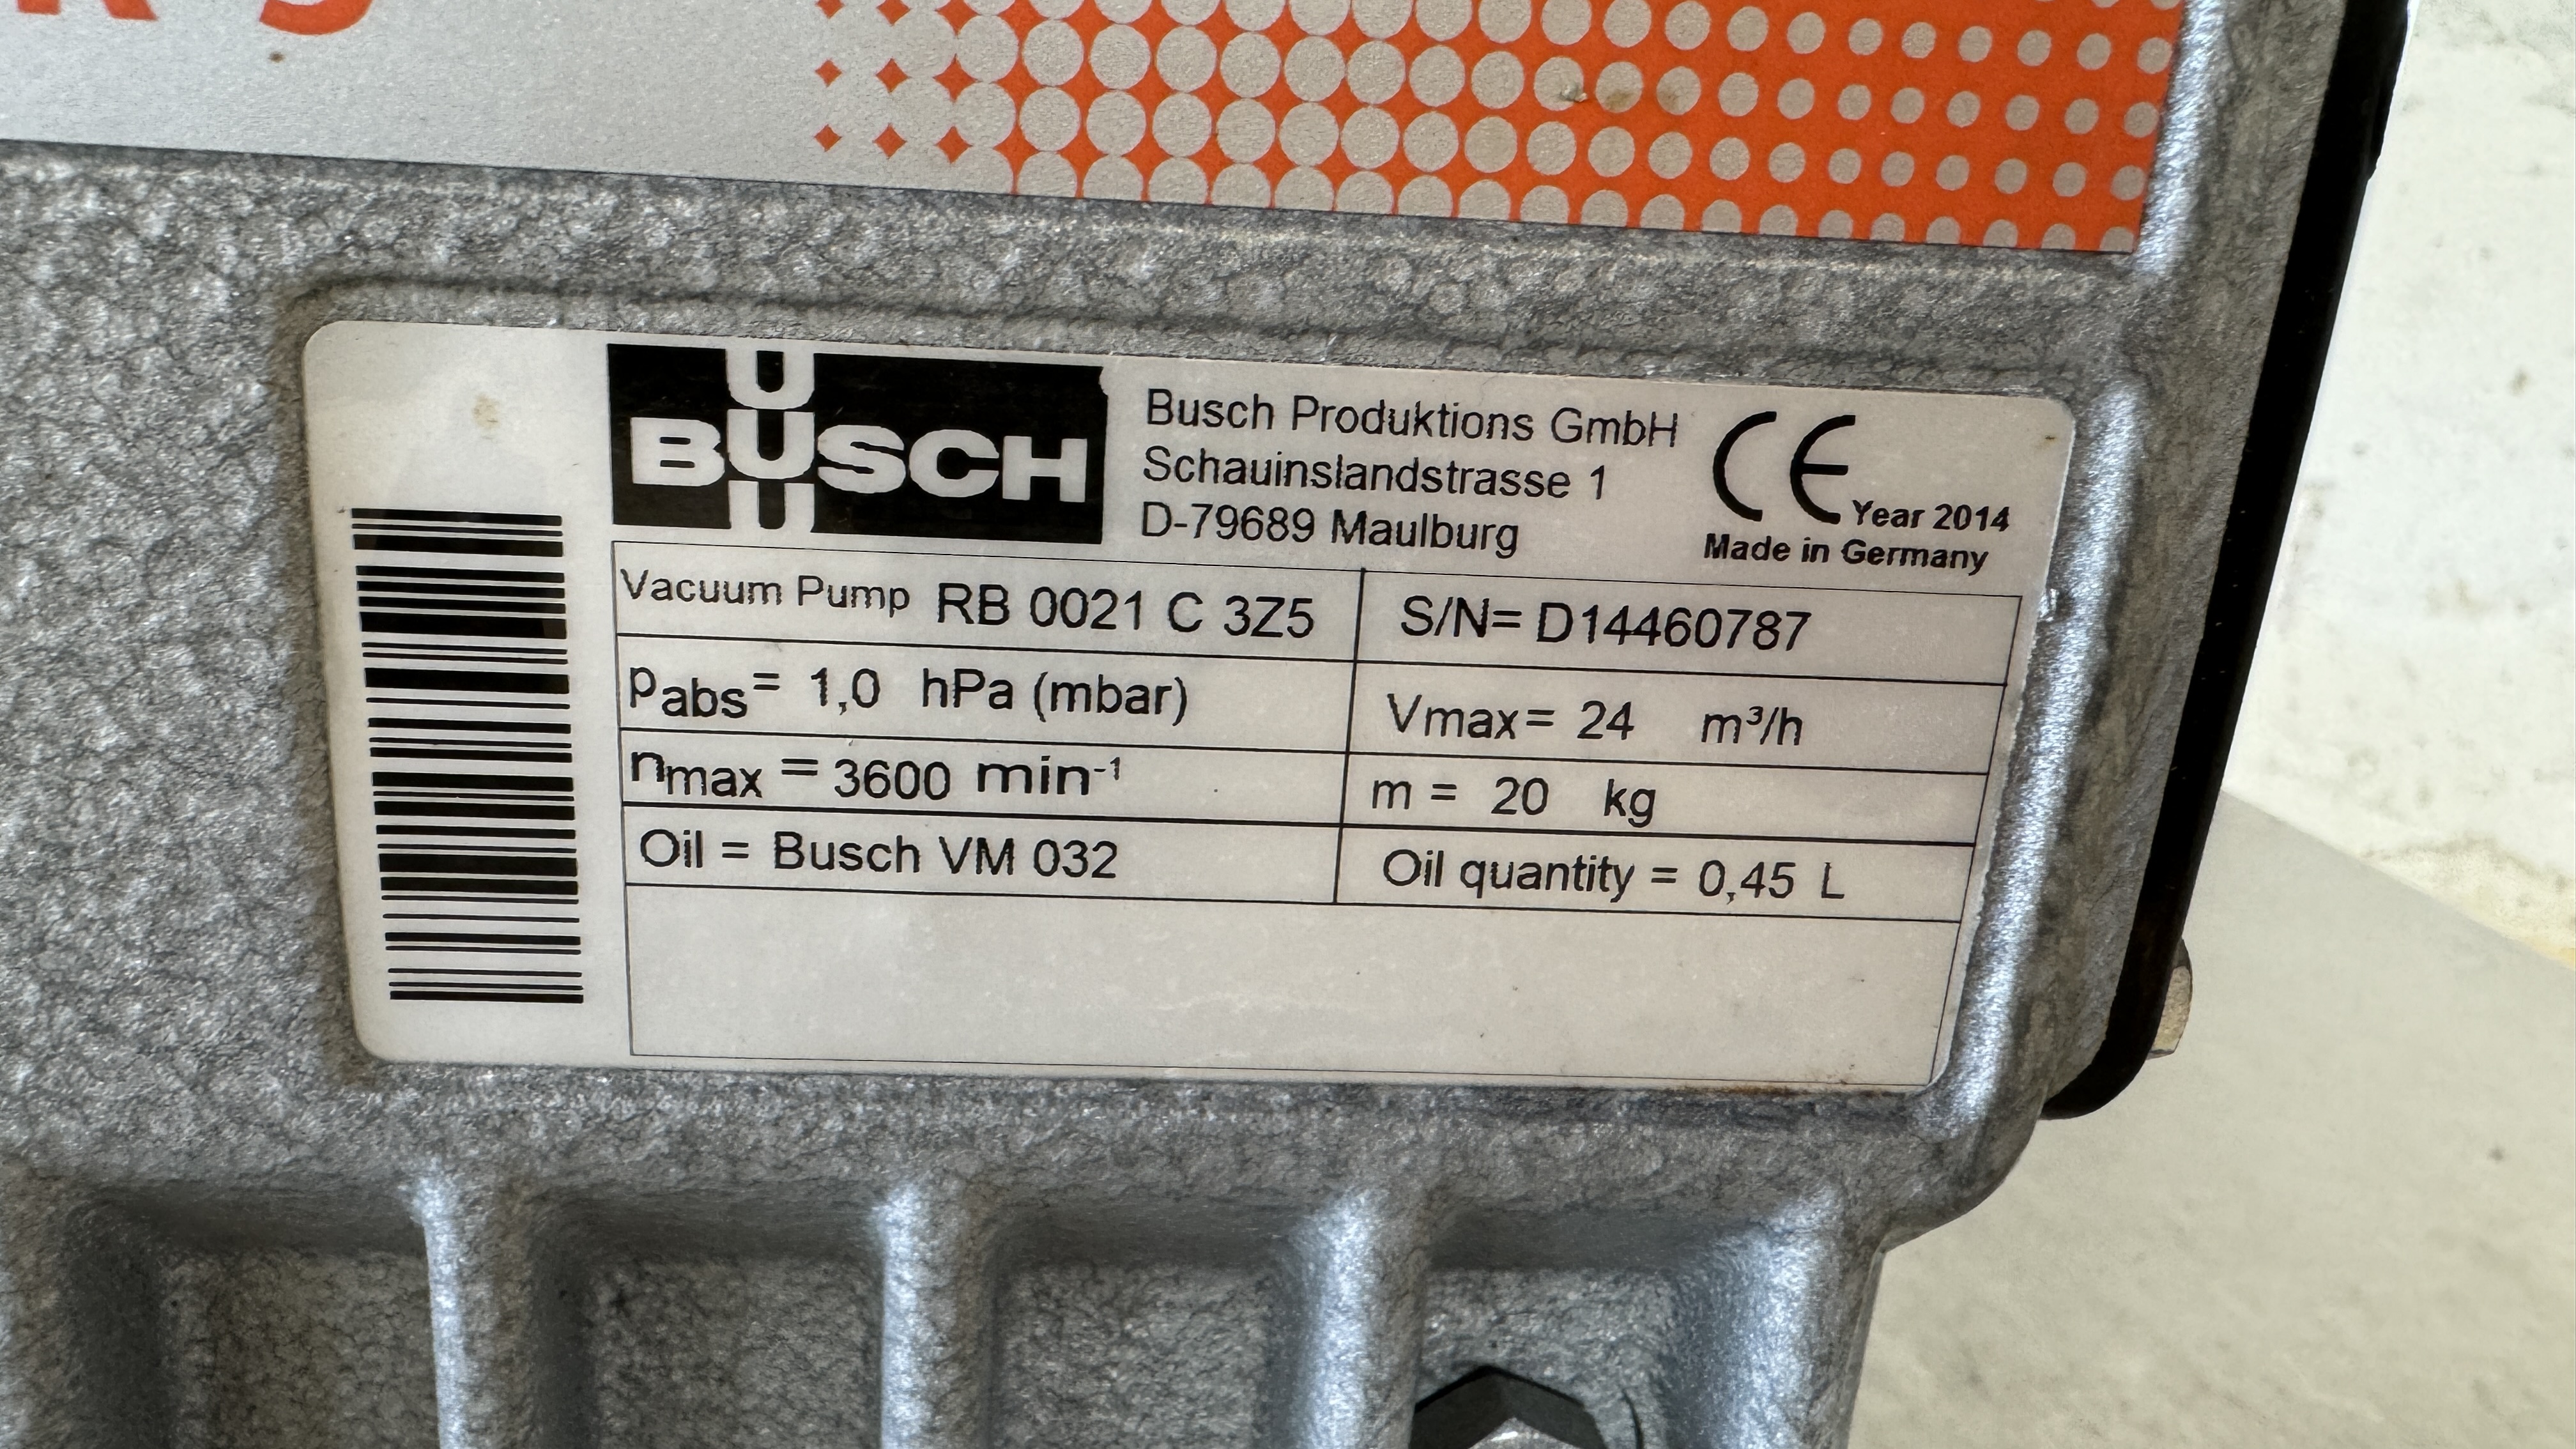 BUSCH
Busch Produktions GmbH
Schauinslandstrasse 1
D-79689 Maulburg
CE Year 2014
Made in Germany
Vacuum Pump RB 0021 C 3Z5
S/N= D14460787
pabs= 1,0 hPa (mbar)
Vmax= 24 m³/h
nmax = 3600 min-1
m = 20 kg
Oil = Busch VM 032
Oil quantity = 0,45 L